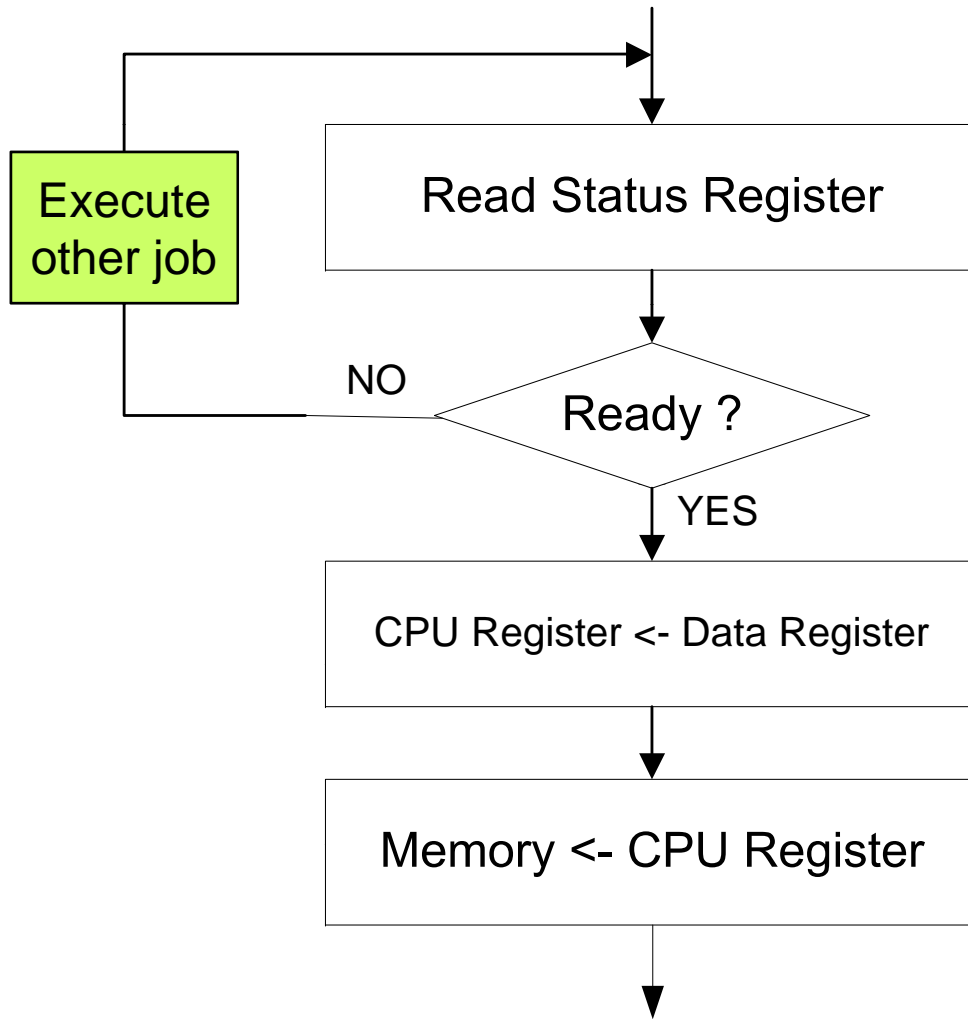 Execute
other job
Read Status Register
NO
Ready ?
YES
CPU Register <- Data Register
Memory <- CPU Register